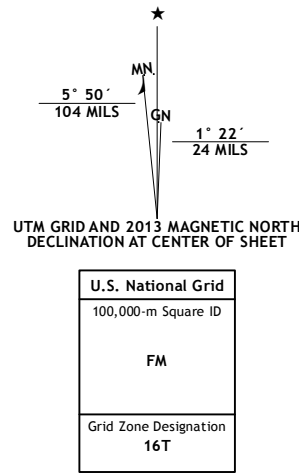 MN.
GN
5° 50´
104 MILS
1° 22´
24 MILS
UTM GRID AND 2013 MAGNETIC NORTH
DECLINATION AT CENTER OF SHEET
U.S. National Grid
100,000-m Square ID
FM
Grid Zone Designation
16T